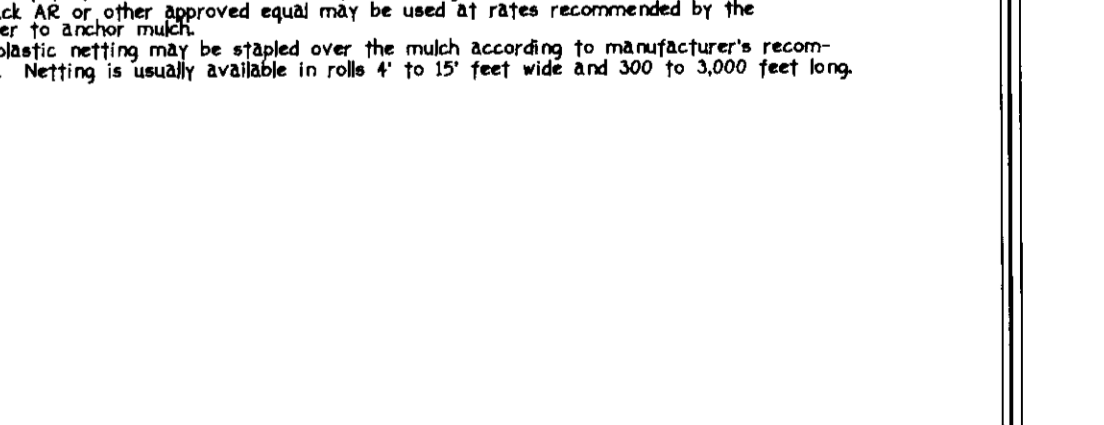 ck AR or other approved equal may be used at rates recommended by the
er to anchor mulch.
plastic netting may be stapled over the mulch according to manufacturer's recom-
. Netting is usually available in rolls 4' to 15' feet wide and 300 to 3,000 feet long.